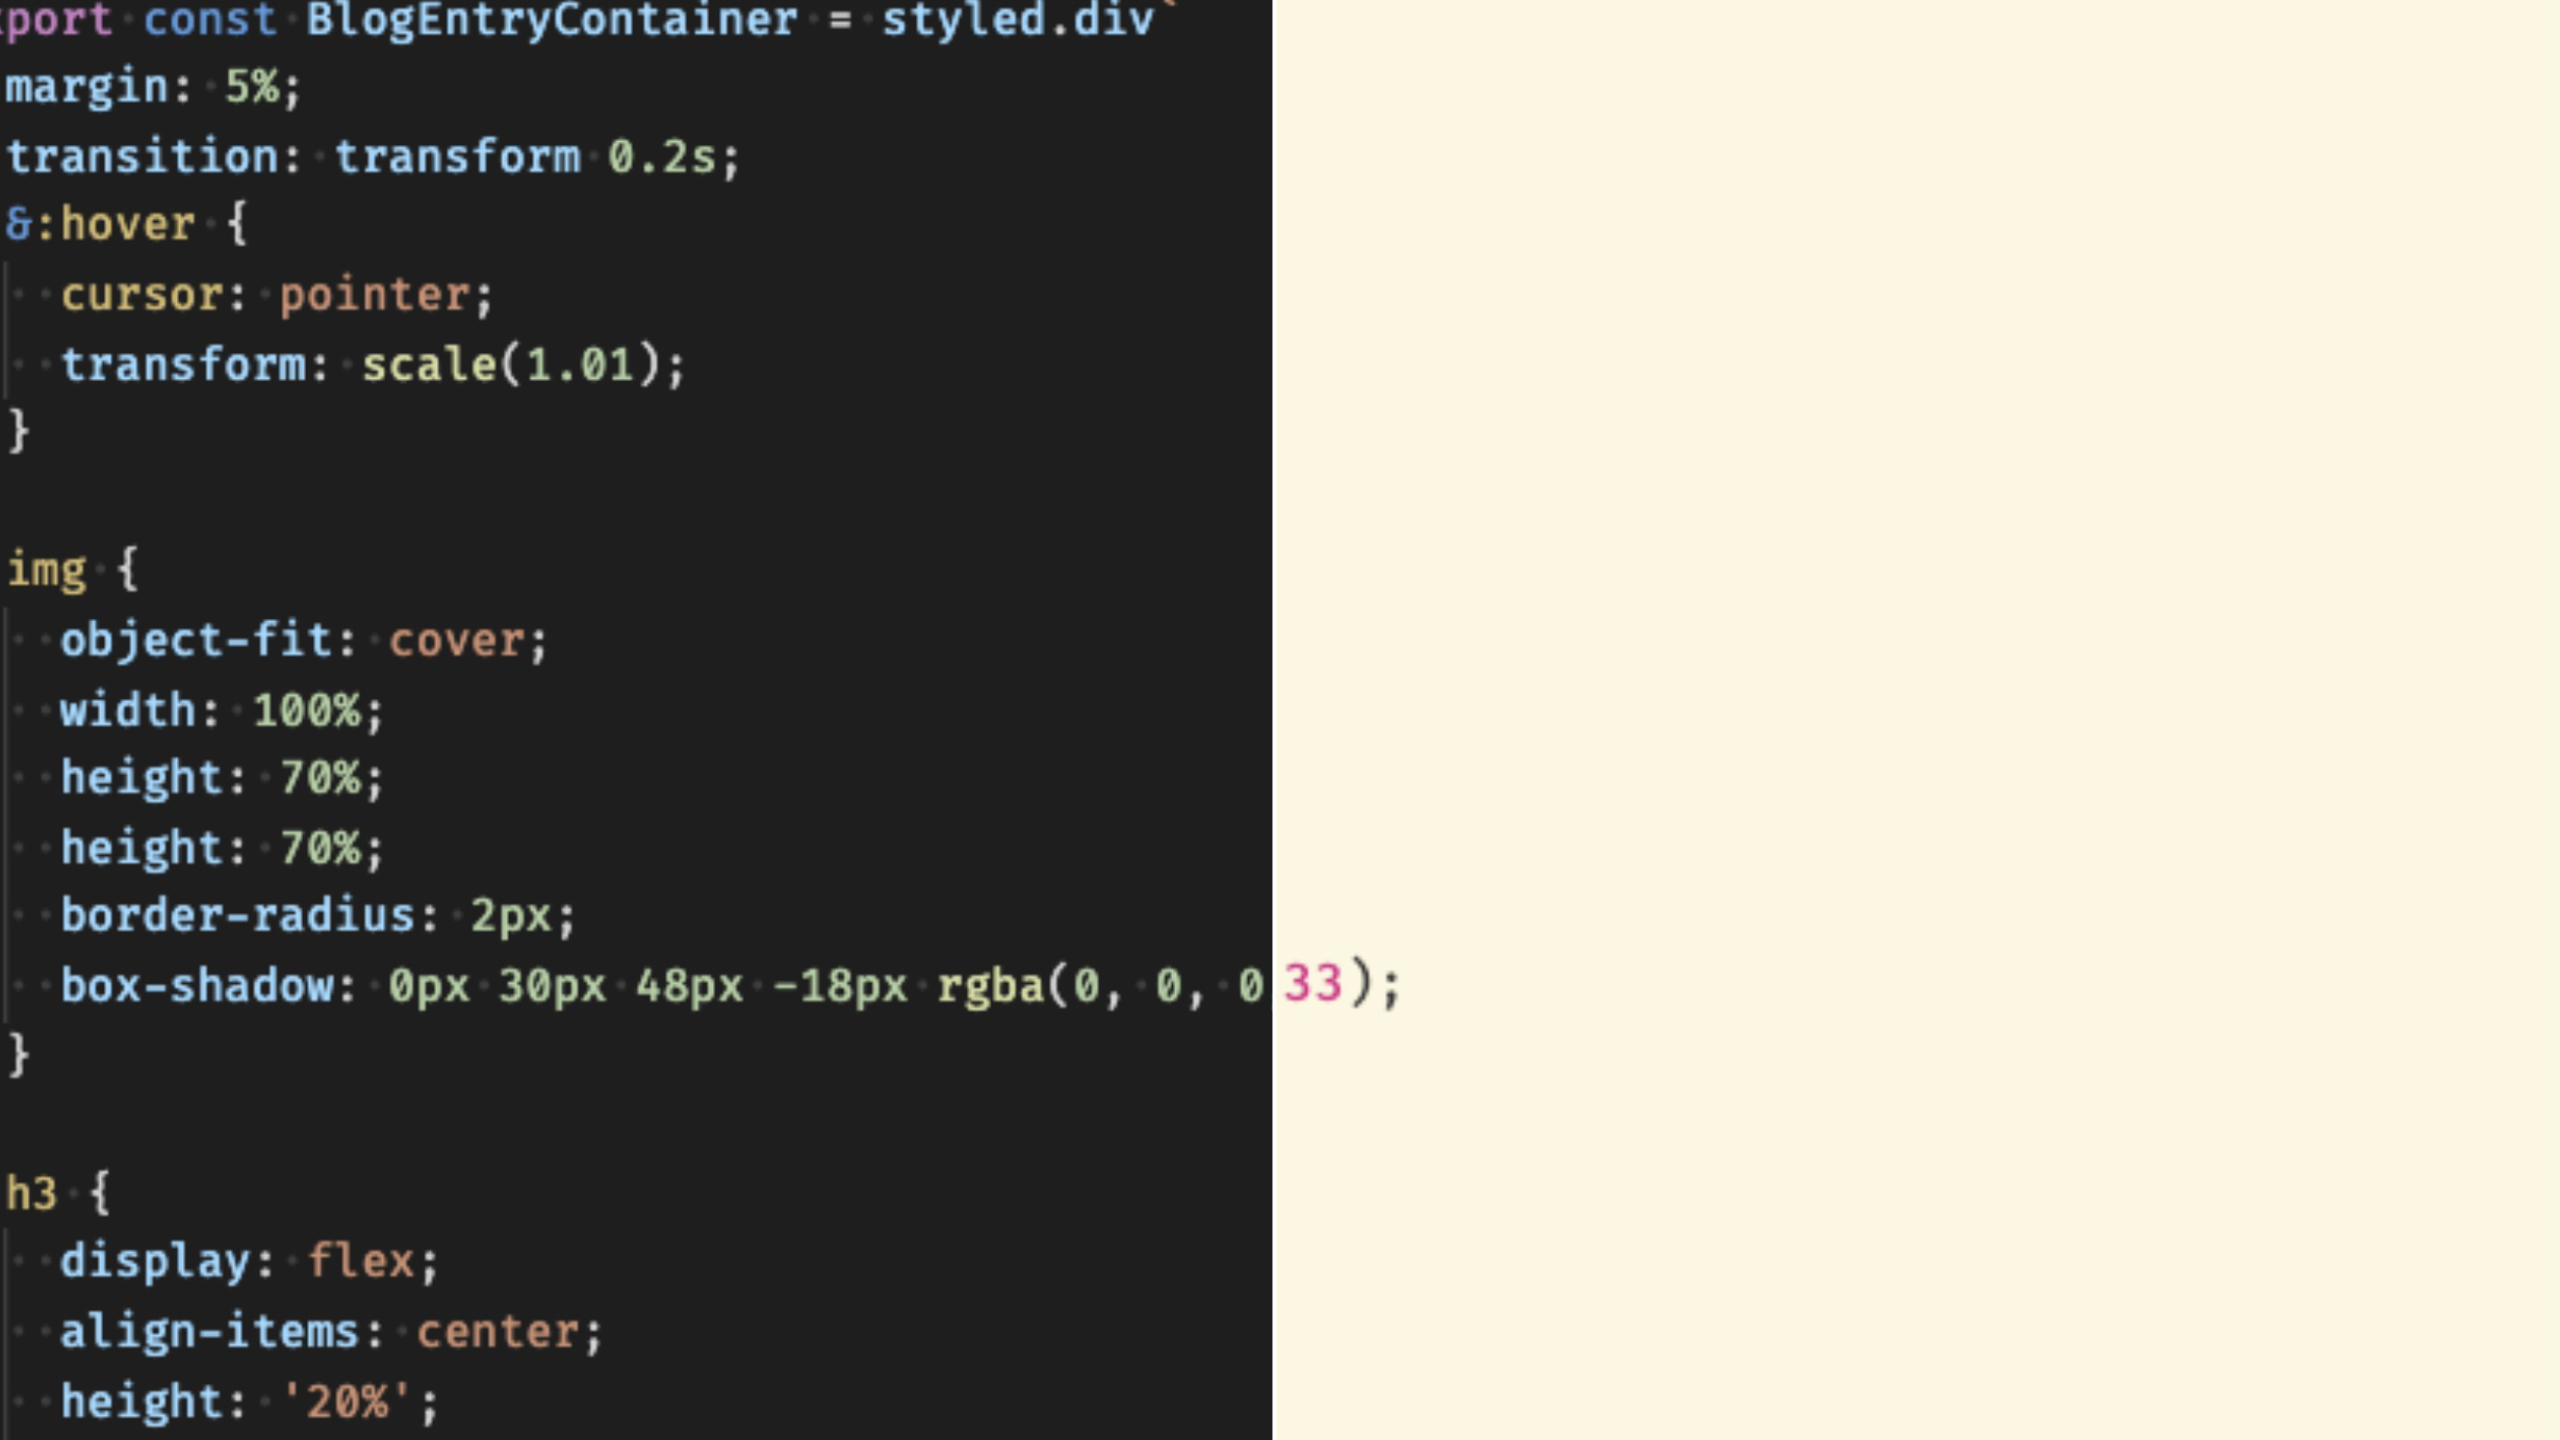 port const BlogEntryContainer = styled.div`
margin: 5%;
transition: transform 0.2s;
&:hover {
cursor: pointer;
transform: scale(1.01);
}
img {
object-fit: cover;
width: 100%;
height: 70%;
height: 70%;
border-radius: 2px;
box-shadow: 0px 30px 48px -18px rgba(0, 0, 0 33);
}
h3 {
display: flex;
align-items: center;
height: '20%';